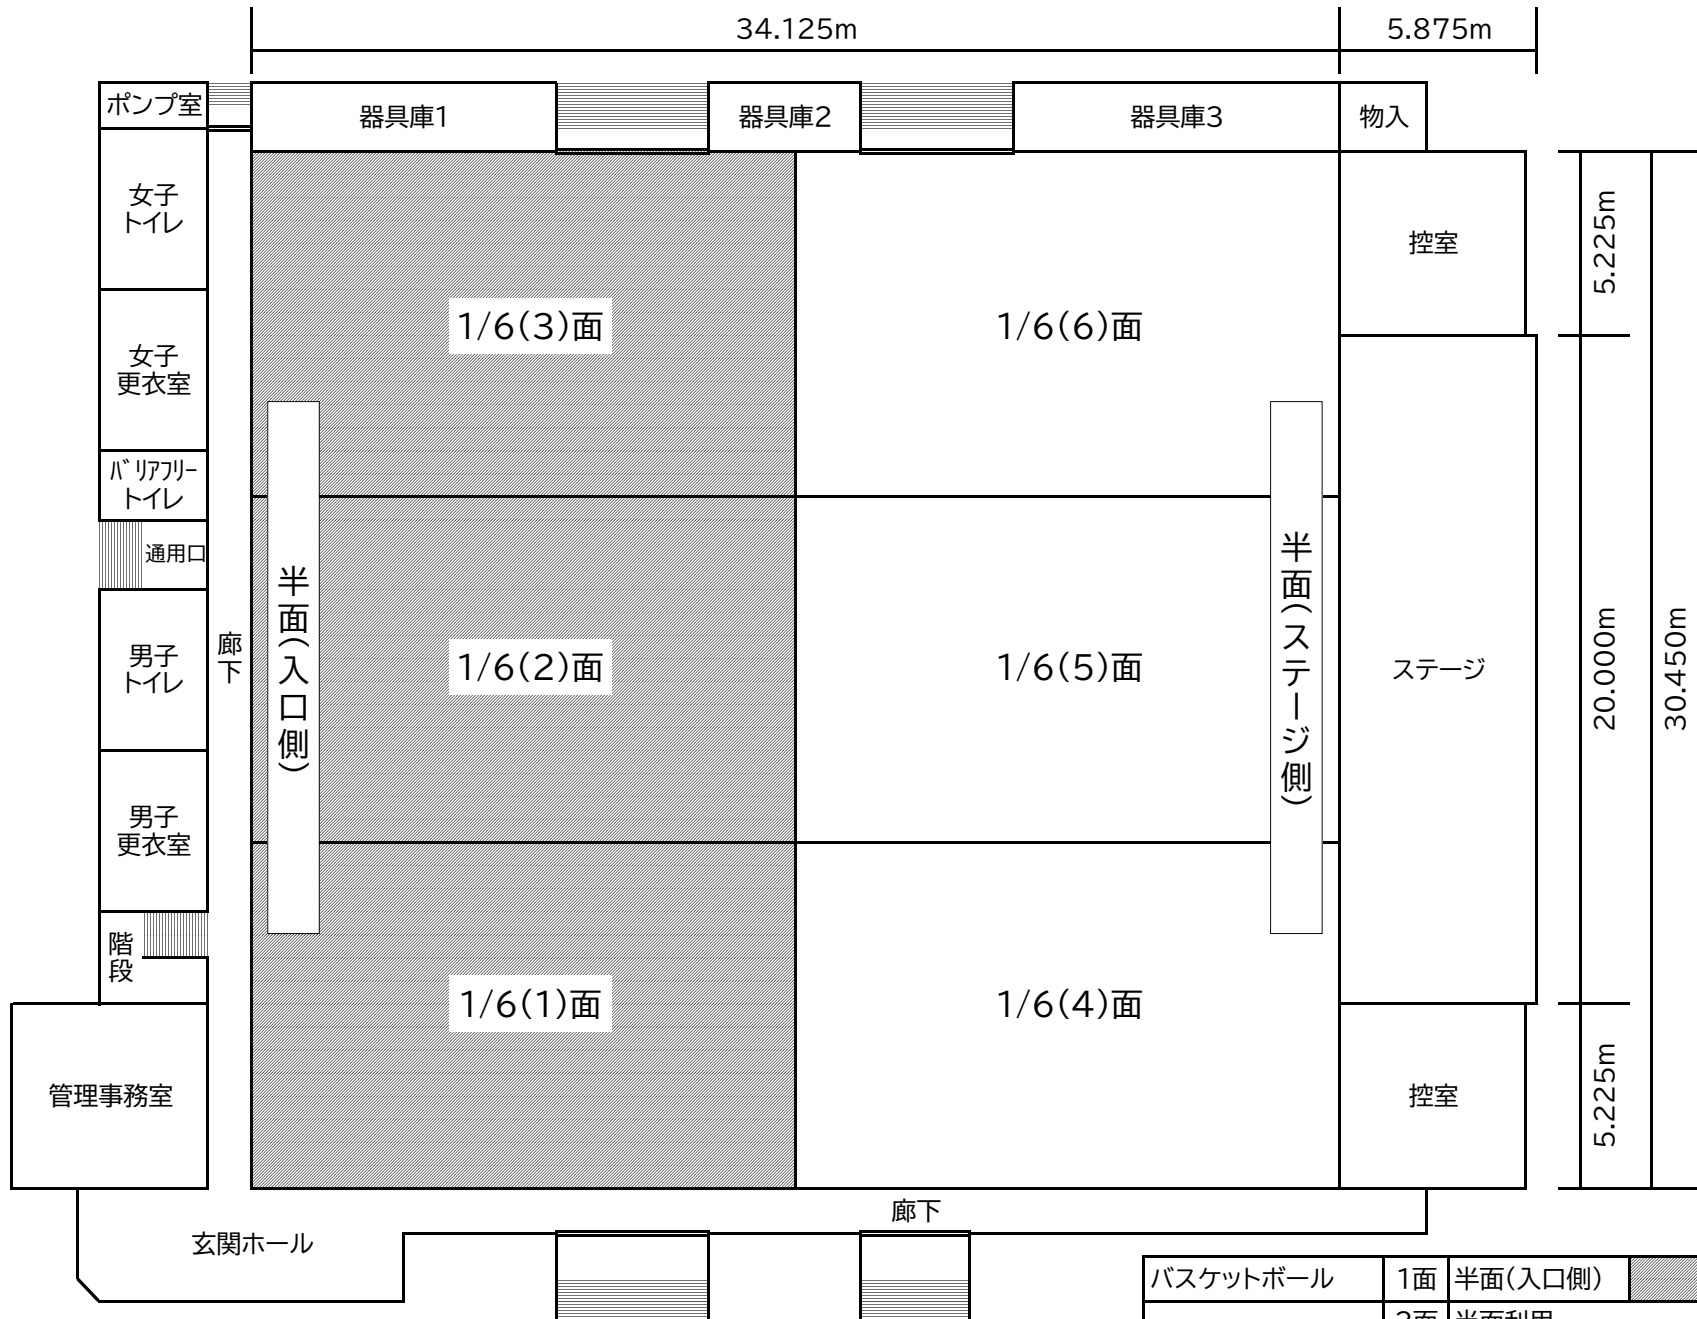 34.125m
5.875m
ポンプ室
器具庫1
器具庫2
器具庫3
物入
女子
トイレ
控室
5.225m
1/6(3)面
1/6(6)面
女子
更衣室
バリアフリー
トイレ
通用口
半面(入口側)
半面(ステージ側)
廊下
男子
トイレ
1/6(2)面
1/6(5)面
ステージ
20.000m
30.450m
男子
更衣室
階段
1/6(1)面
1/6(4)面
管理事務室
控室
5.225m
廊下
玄関ホール
バスケットボール 1面 半面(入口側)
2面 半面利用